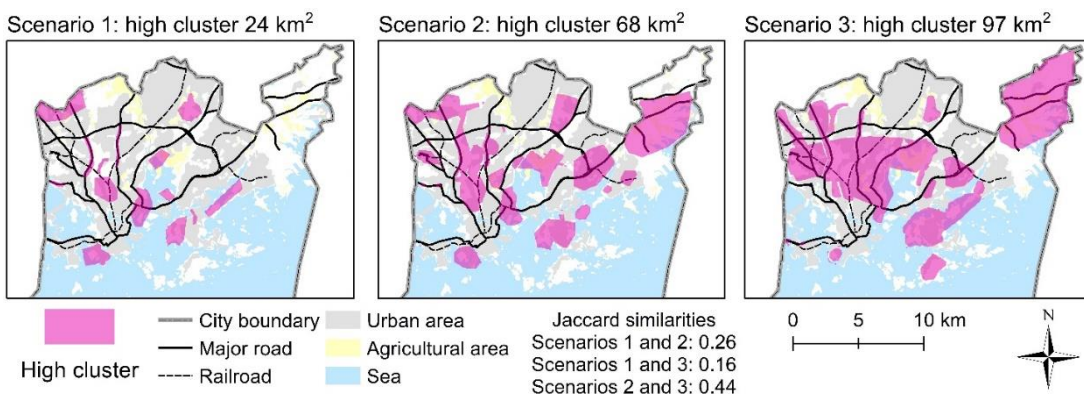 Scenario 1: high cluster 24 km²
Scenario 2: high cluster 68 km²
Scenario 3: high cluster 97 km²
High cluster
City boundary
Major road
Railroad
Urban area
Agricultural area
Sea
Jaccard similarities
Scenarios 1 and 2: 0.26
Scenarios 1 and 3: 0.16
Scenarios 2 and 3: 0.44
0 5 10 km
N